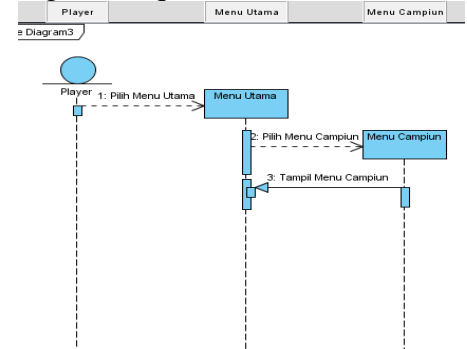 Player Menu Utama Menu Campiun
e Diagram3
Player
1: Pilih Menu Utama
Menu Utama
2: Pilih Menu Campiun
Menu Campiun
3: Tampil Menu Campiun